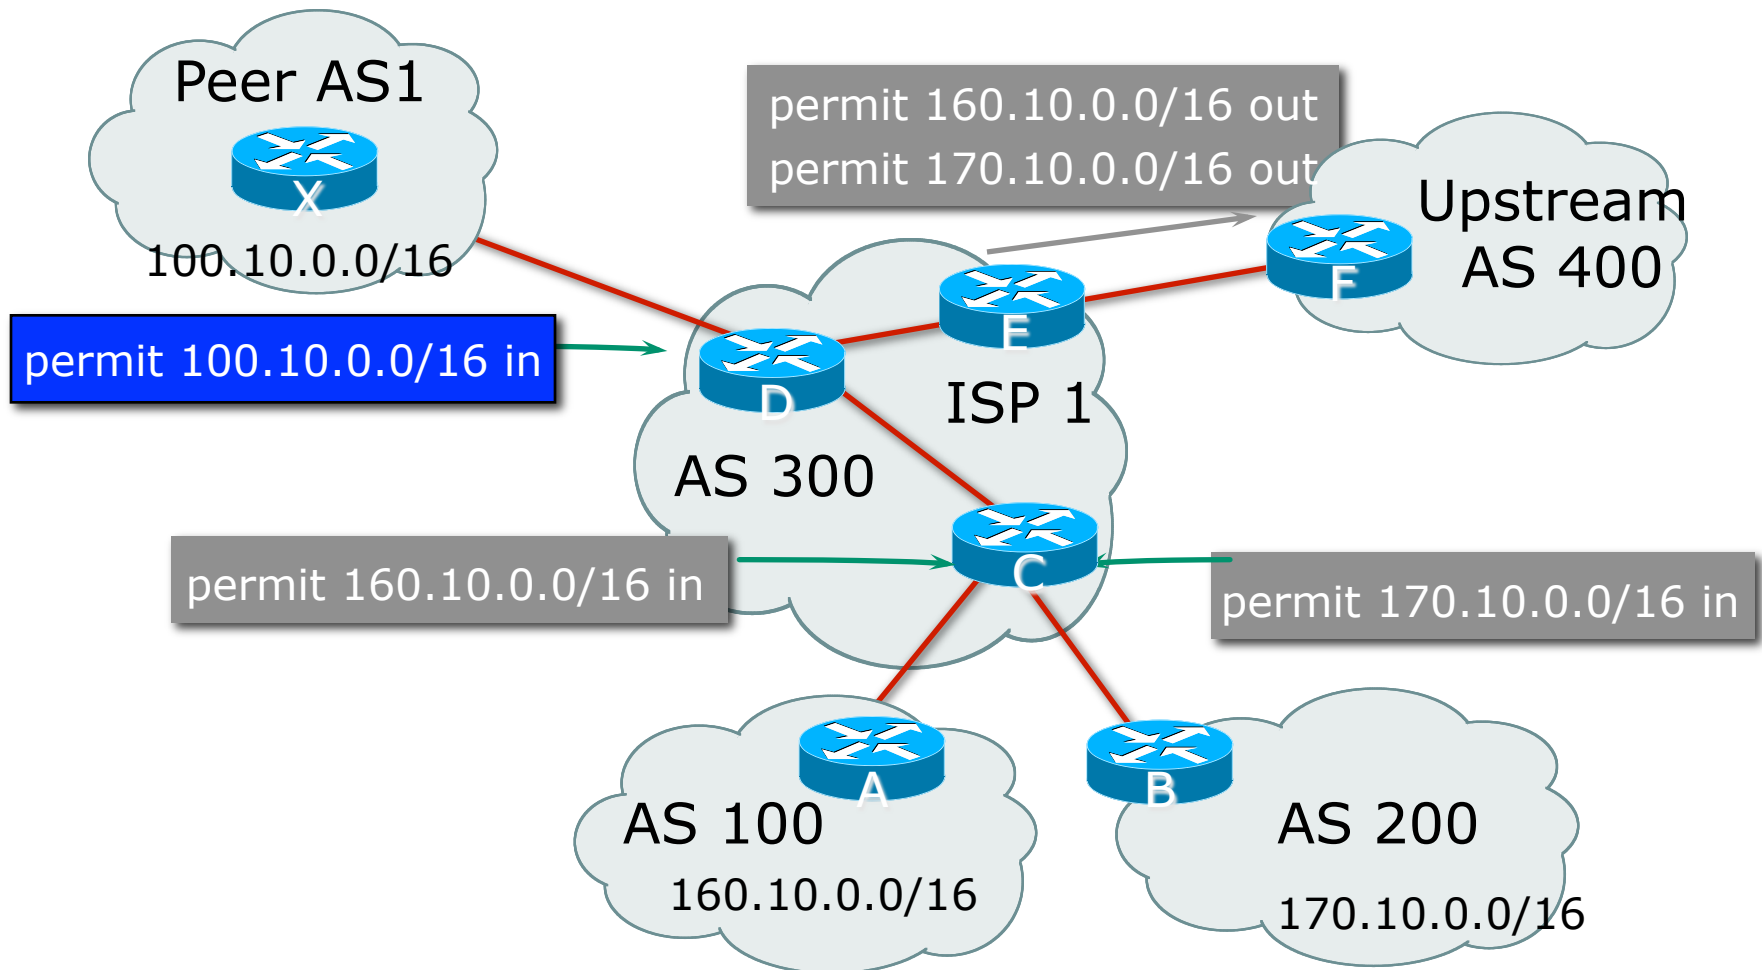 Peer AS1
X
100.10.0.0/16
permit 160.10.0.0/16 out
permit 170.10.0.0/16 out
Upstream
AS 400
F
permit 100.10.0.0/16 in
E
D
ISP 1
AS 300
permit 160.10.0.0/16 in
C
permit 170.10.0.0/16 in
A
AS 100
160.10.0.0/16
B
AS 200
170.10.0.0/16